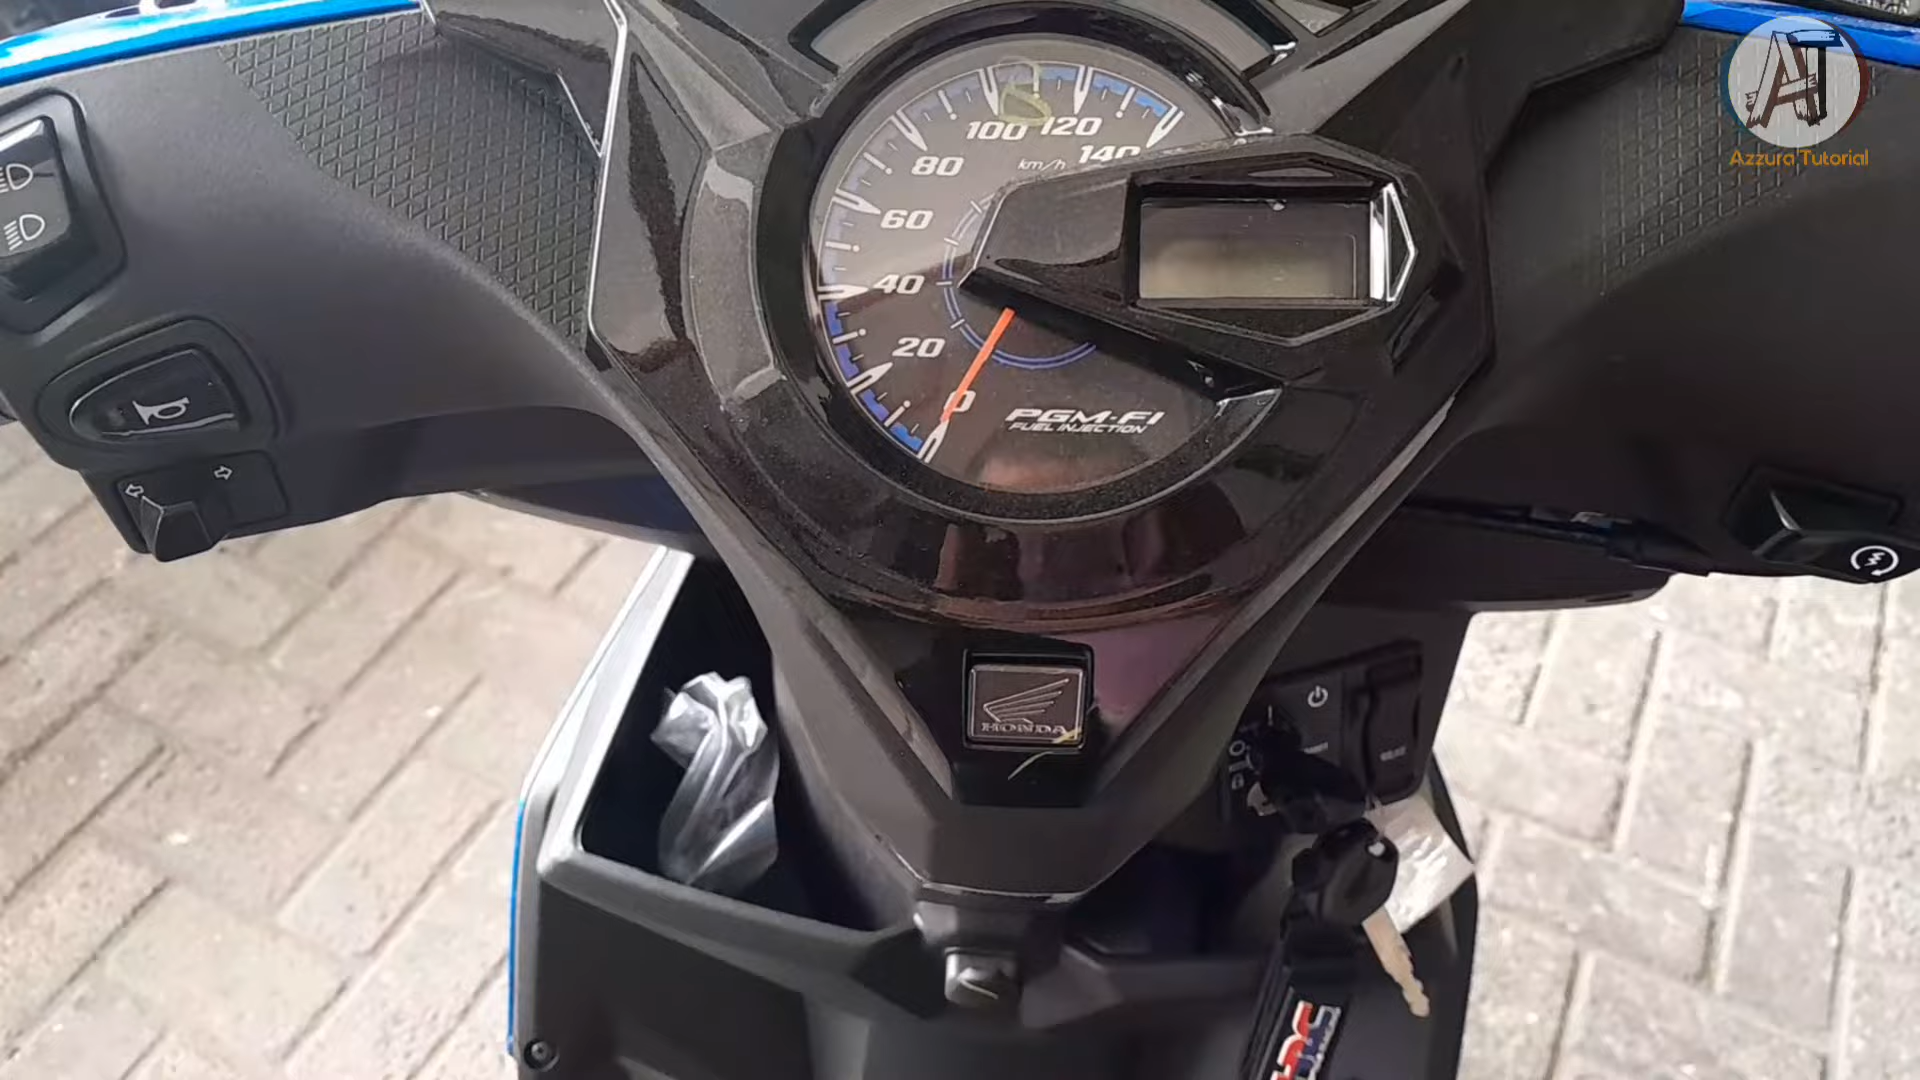 AT
Azzura Tutorial
100 120
140
80
km/h
60
40
20
0
PGM-FI
FUEL INJECTION
HONDA